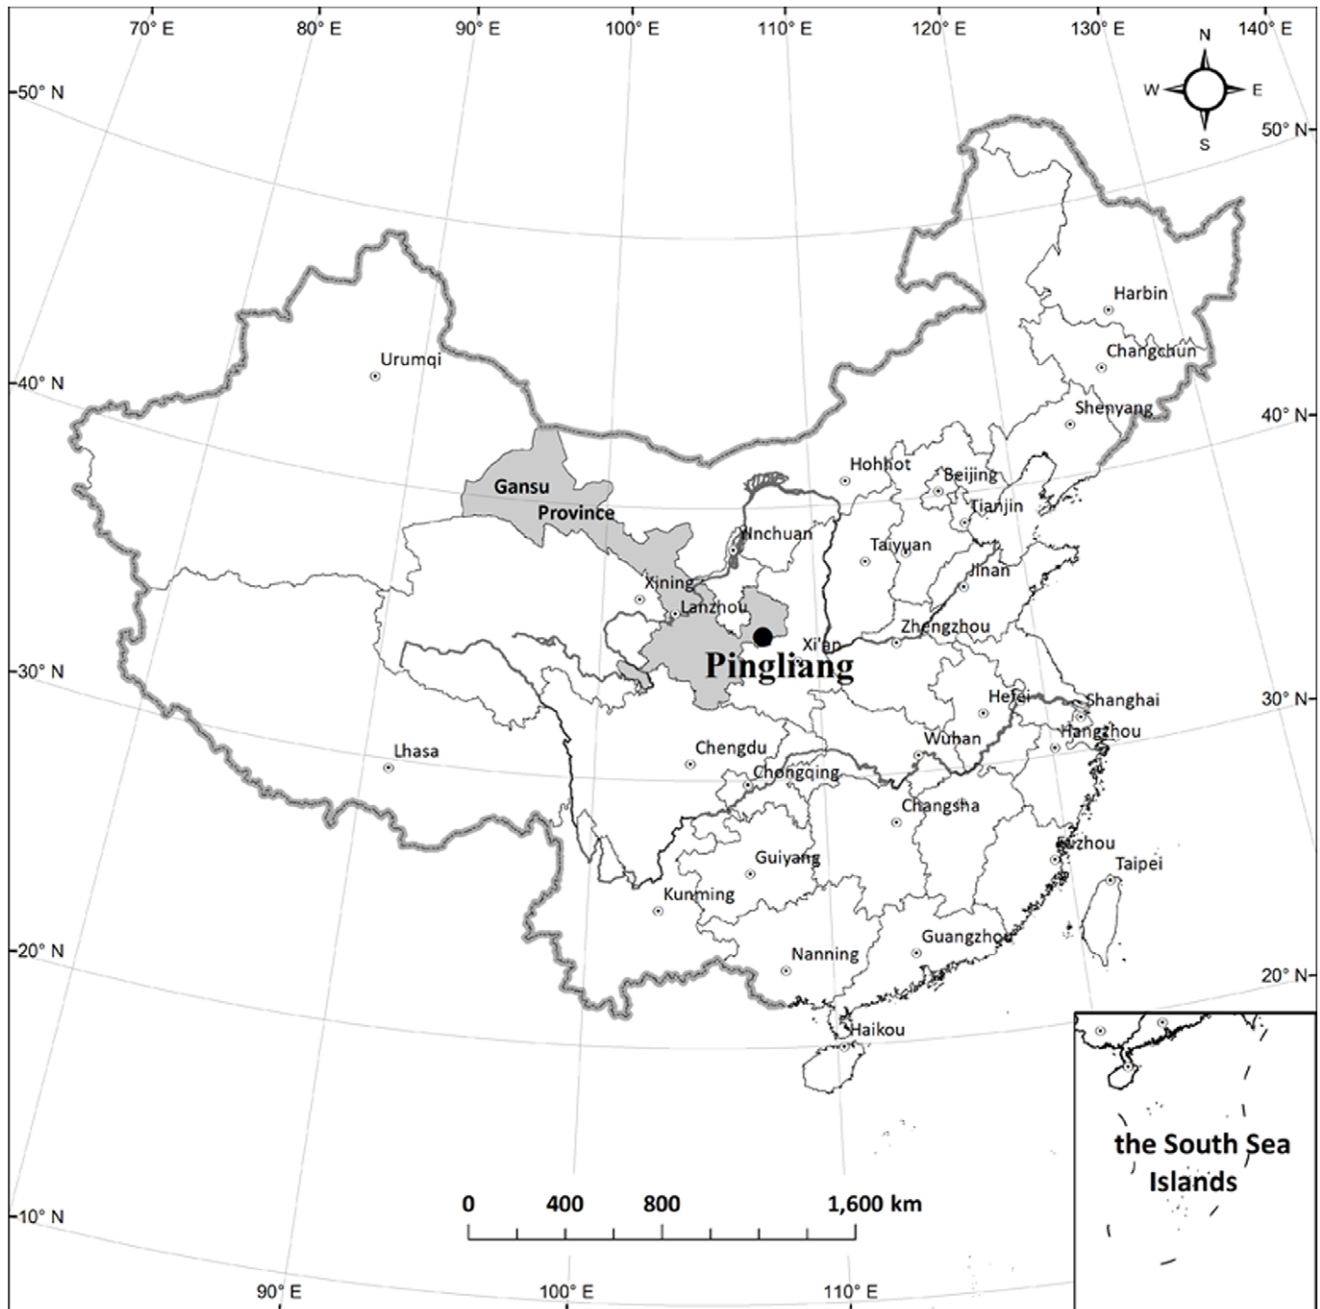 70° E 80° E 90° E 100° E 110° E 120° E 130° E 140° E
N
W E
S
50° N
50° N
Harbin
Changchun
Urumqi
40° N
Shenyang
40° N
Hohhot
Beijing
Gansu
Province
Tianjin
Yinchuan
Taiyuan
Jinan
Xining
Lanzhou
Zhengzhou
Xi'an
Pingliang
30° N
Hefei
Shanghai
30° N
Hangzhou
Wuhan
Lhasa
Chengdu
Chongqing
Changsha
Fuzhou
Guiyang
Taipei
Kunming
Guangzhou
Nanning
20° N
20° N
Haikou
the South Sea
Islands
0 400 800 1,600 km
10° N
90° E 100° E 110° E